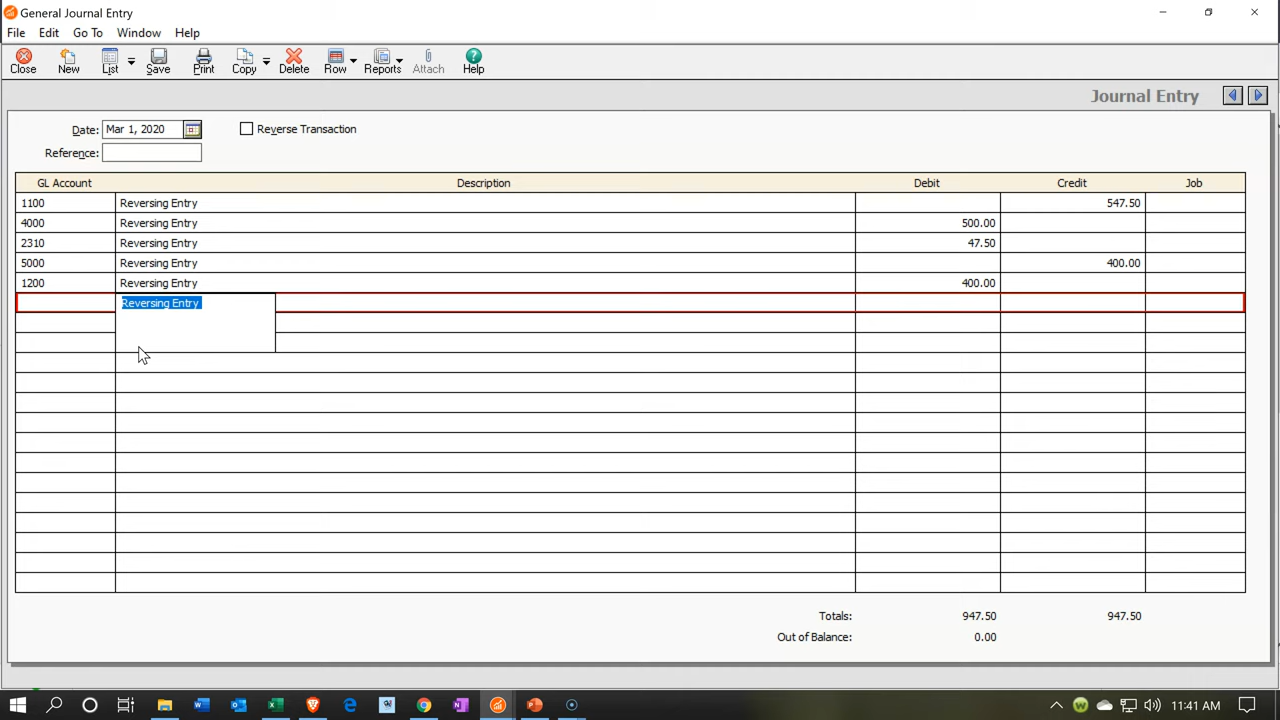 General Journal Entry
File Edit Go To Window Help
Close New List Save Print Copy Delete Row Reports Attach Help
Journal Entry
Date: Mar 1, 2020 Reverse Transaction
Reference:
GL Account Description Debit Credit Job
1100 Reversing Entry 547.50
4000 Reversing Entry 500.00
2310 Reversing Entry 47.50
5000 Reversing Entry 400.00
1200 Reversing Entry 400.00
Reversing Entry
Totals: 947.50 947.50
Out of Balance: 0.00
11:41 AM